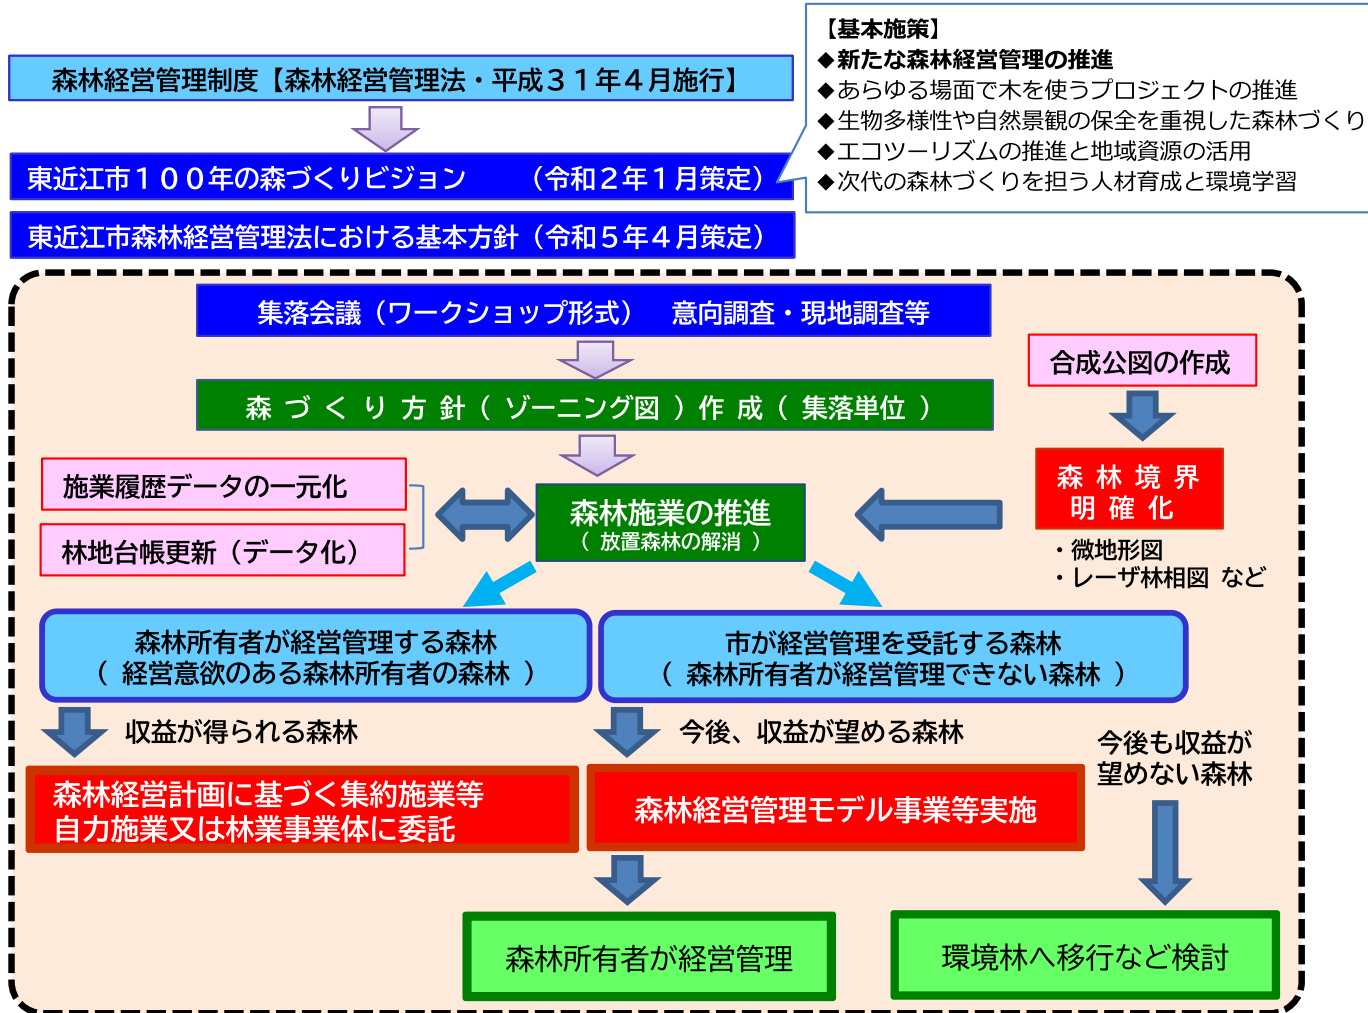 【基本施策】
◆新たな森林経営管理の推進
◆あらゆる場面で木を使うプロジェクトの推進
◆生物多様性や自然景観の保全を重視した森林づくり
◆エコツーリズムの推進と地域資源の活用
◆次代の森林づくりを担う人材育成と環境学習
森林経営管理制度【森林経営管理法・平成３１年４月施行】
東近江市１００年の森づくりビジョン　　（令和２年１月策定）
東近江市森林経営管理法における基本方針（令和５年４月策定）
集落会議（ワークショップ形式）　意向調査・現地調査等
合成公図の作成
森 づ く り 方 針（ ゾーニング図 ）作 成（ 集落単位 ）
施業履歴データの一元化
林地台帳更新（データ化）
森林施業の推進
（ 放置森林の解消 ）
森 林 境 界
明 確 化
・微地形図
・レーザ林相図 など
森林所有者が経営管理する森林
（ 経営意欲のある森林所有者の森林 ）
市が経営管理を受託する森林
（ 森林所有者が経営管理できない森林 ）
収益が得られる森林
今後、収益が望める森林
今後も収益が
望めない森林
森林経営計画に基づく集約施業等
自力施業又は林業事業体に委託
森林経営管理モデル事業等実施
森林所有者が経営管理
環境林へ移行など検討